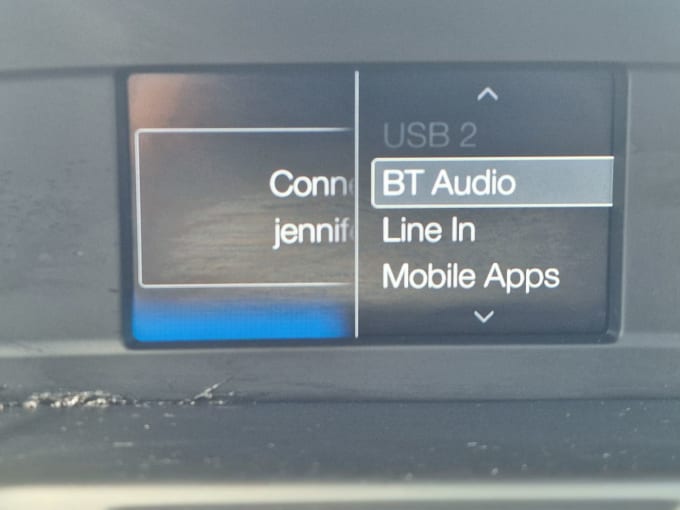 Conn
jennif
USB 2
BT Audio
Line In
Mobile Apps